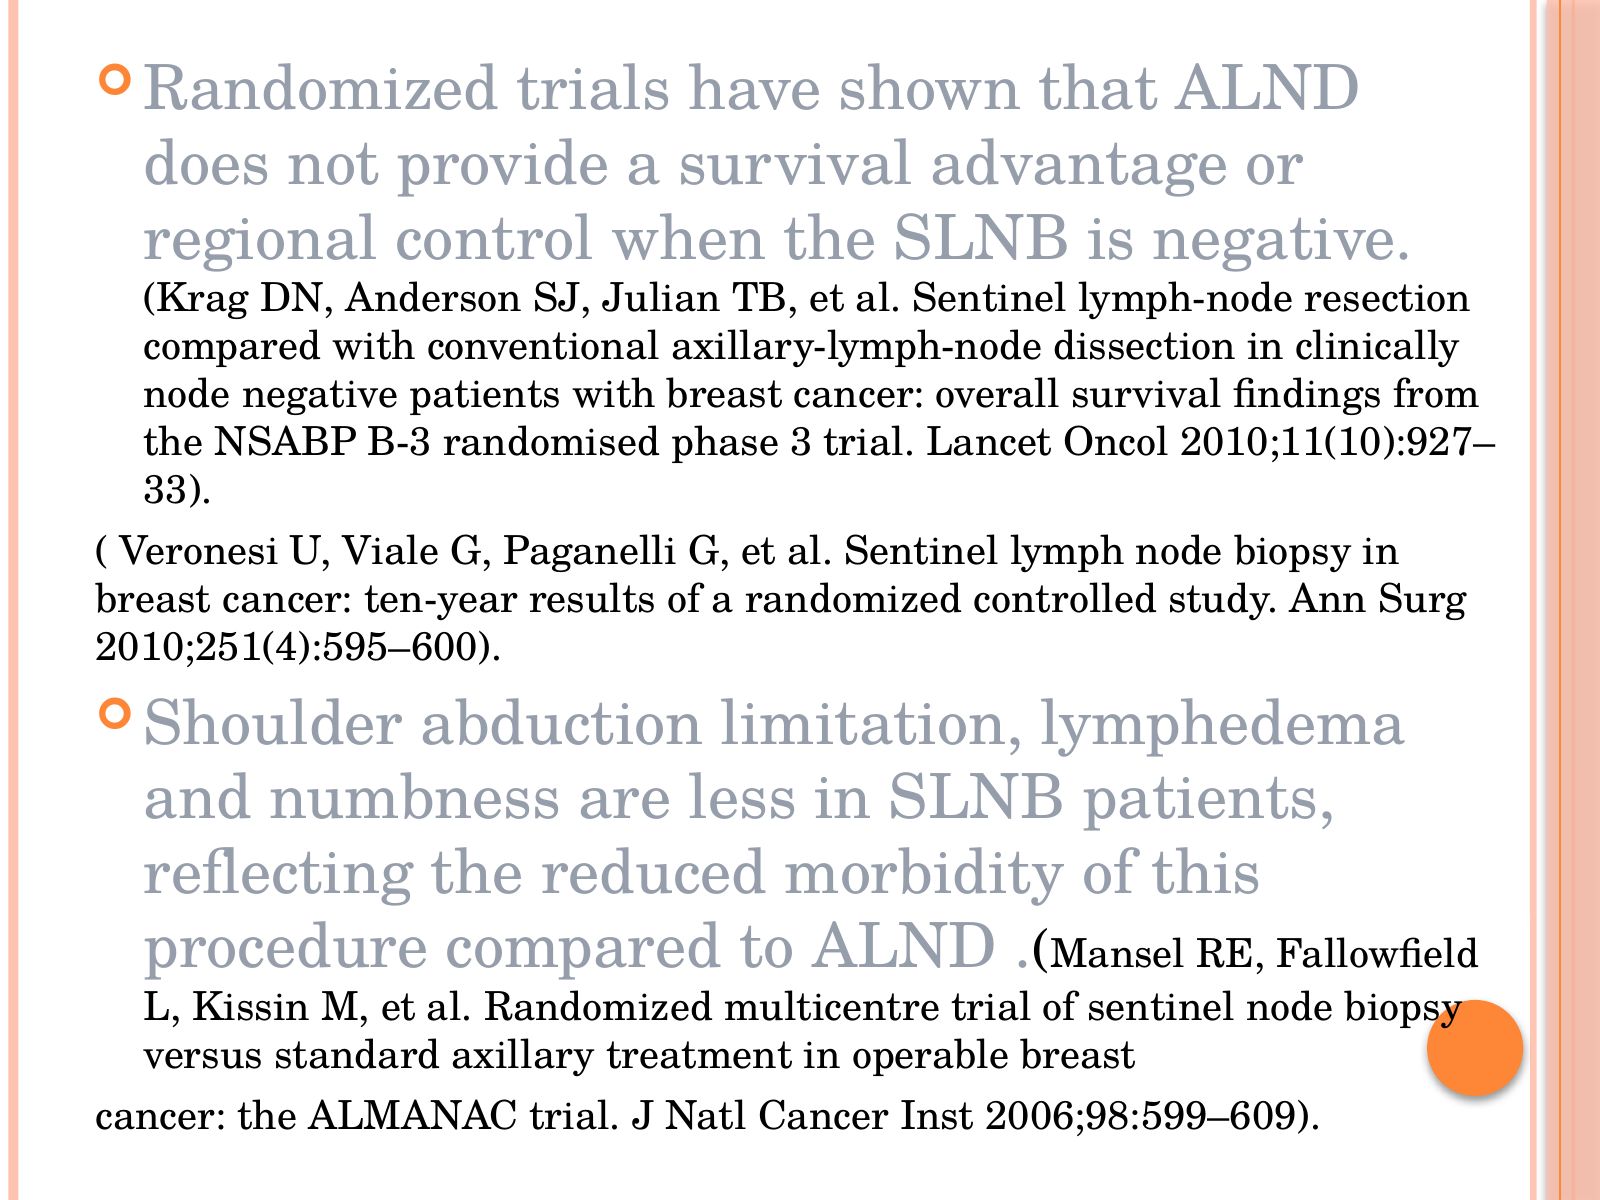 Randomized trials have shown that ALND
does not provide a survival advantage or
regional control when the SLNB is negative.
(Krag DN, Anderson SJ, Julian TB, et al. Sentinel lymph-node resection
compared with conventional axillary-lymph-node dissection in clinically
node negative patients with breast cancer: overall survival findings from
the NSABP B-3 randomised phase 3 trial. Lancet Oncol 2010;11(10):927–
33).
( Veronesi U, Viale G, Paganelli G, et al. Sentinel lymph node biopsy in
breast cancer: ten-year results of a randomized controlled study. Ann Surg
2010;251(4):595–600).
Shoulder abduction limitation, lymphedema
and numbness are less in SLNB patients,
reflecting the reduced morbidity of this
procedure compared to ALND .(Mansel RE, Fallowfield
L, Kissin M, et al. Randomized multicentre trial of sentinel node biopsy
versus standard axillary treatment in operable breast
cancer: the ALMANAC trial. J Natl Cancer Inst 2006;98:599–609).